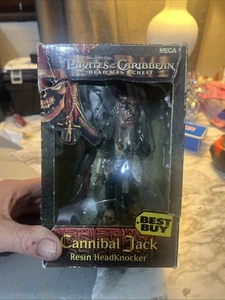 NECA
PIRATES of the CARIBBEAN
DEAD MAN'S CHEST
BEST
BUY
Cannibal Jack
Resin HeadKnocker